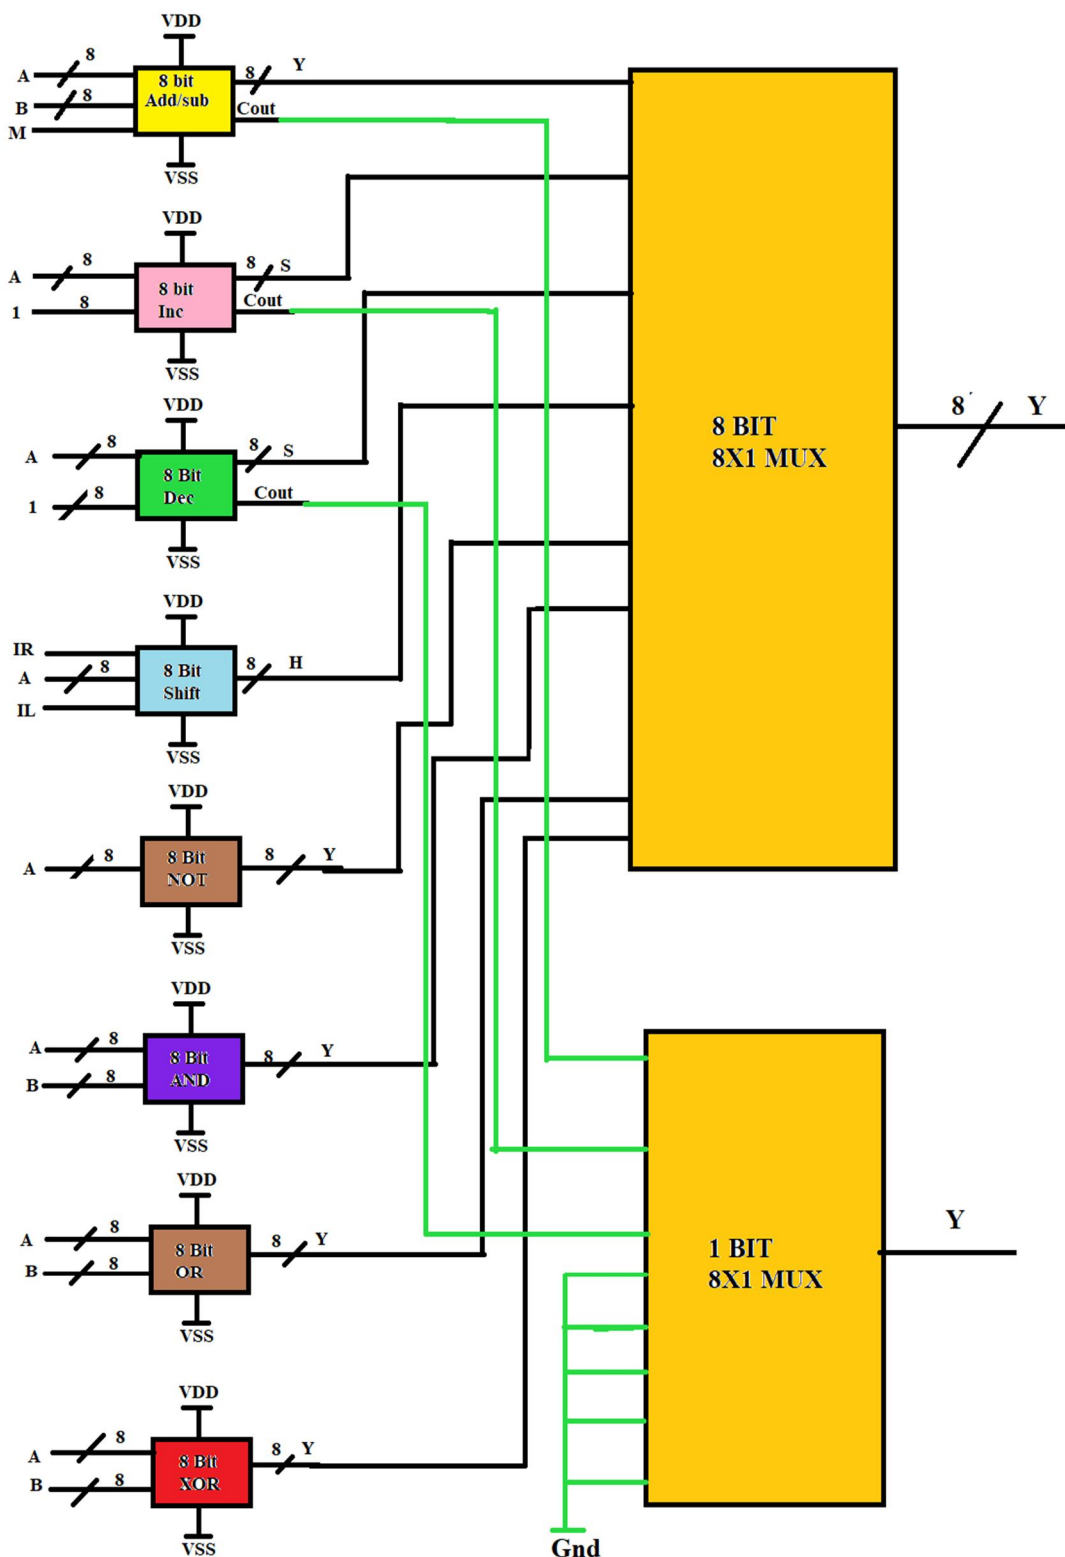 VDD
A 8
B 8
M
8 bit
Add/sub
8 Y
Cout
VSS
VDD
A 8
1 8
8 bit
Inc
8 S
Cout
VSS
VDD
A 8
1 8
8 Bit
Dec
8 S
Cout
VSS
VDD
IR
A 8
IL
8 Bit
Shift
8 H
VSS
VDD
A 8
8 Bit
NOT
8 Y
VSS
VDD
A 8
B 8
8 Bit
AND
8 Y
VSS
VDD
A 8
B 8
8 Bit
OR
8 Y
VSS
VDD
A 8
B 8
8 Bit
XOR
8 Y
VSS
8 BIT
8X1 MUX
8 Y
1 BIT
8X1 MUX
Y
Gnd